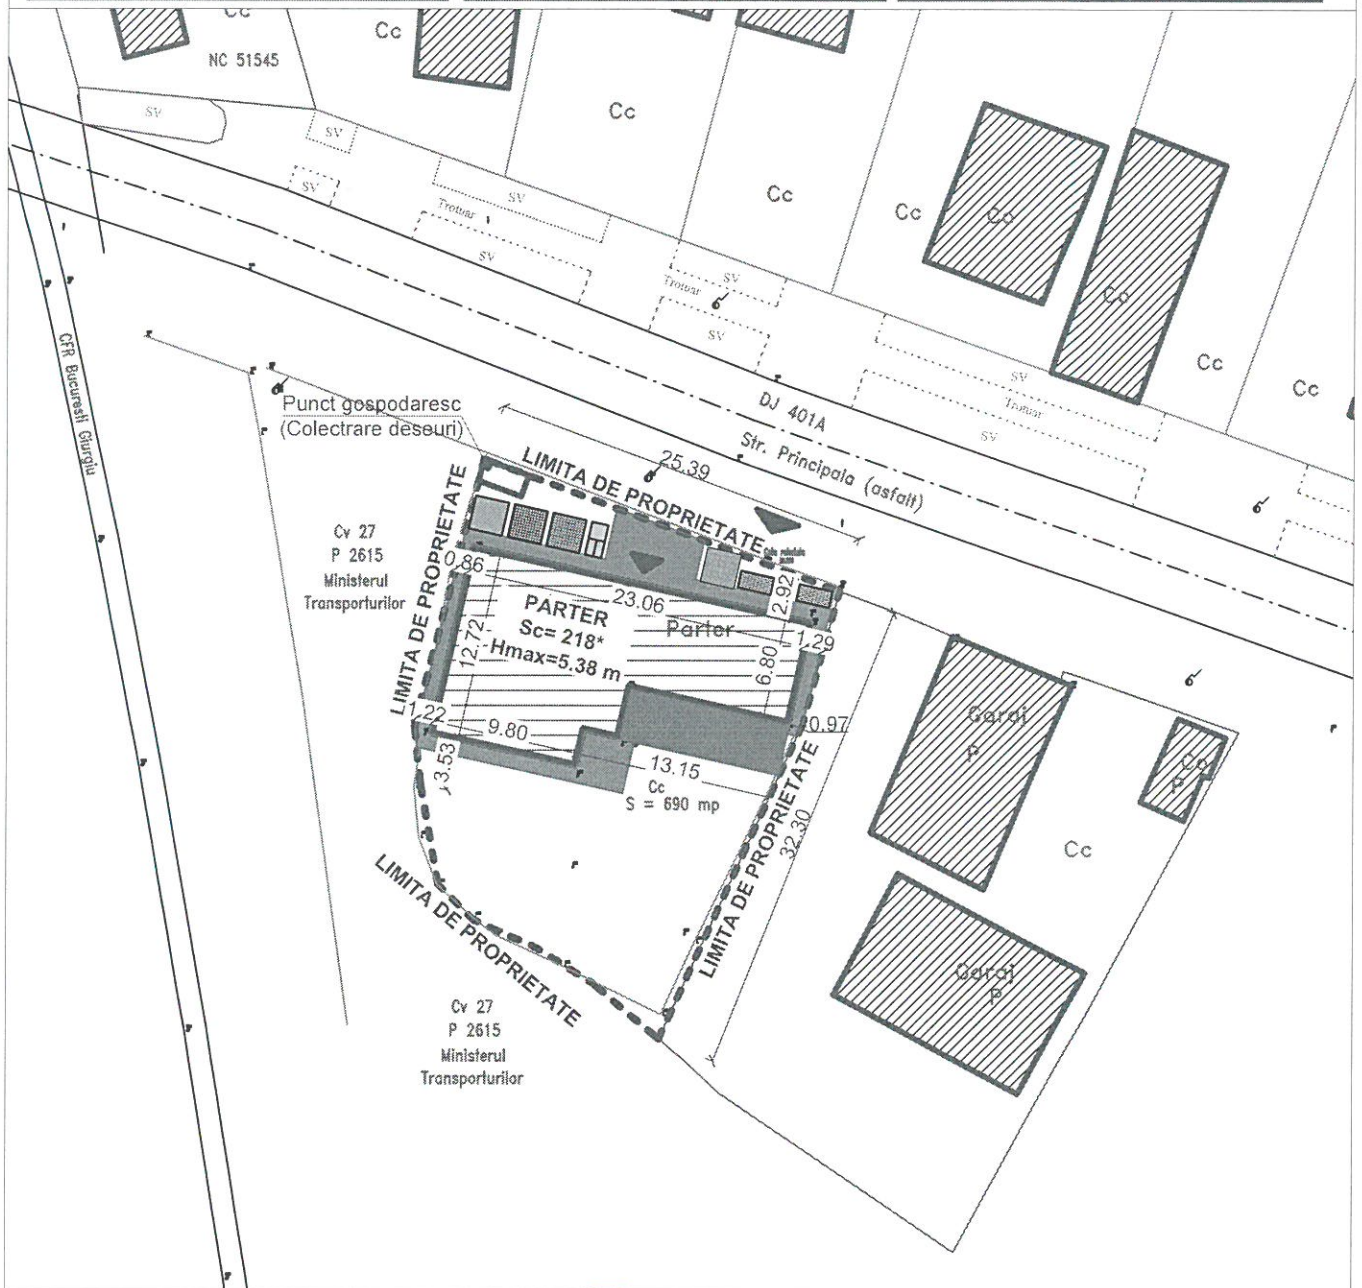 Cc
Cc
NC 51545
Cc
SV
SV
SV
SV
Trotuar
SV
Cc
Cc
Co
Co
Cc
Cc
SV
Trotuar
SV
SV
Trotuar
SV
CFR Bucuresti Giurgiu
DJ 401A
Str. Principala (asfalt)
Punct gospodaresc
(Colectrare deseuri)
25.39
LIMITA DE PROPRIETATE
LIMITA DE PROPRIETATE
Cv 27
P 2615
Ministerul
Transporturilor
0.86
23.06
2.92
PARTER
Sc= 218*
Hmax=5.38 m
Parter
1.29
12.72
6.80
1.22
9.80
0.97
3.53
13.15
Cc
S = 690 mp
32.30
LIMITA DE PROPRIETATE
LIMITA DE PROPRIETATE
Garaj
P
Co
P
Cc
Garaj
P
Cv 27
P 2615
Ministerul
Transporturilor